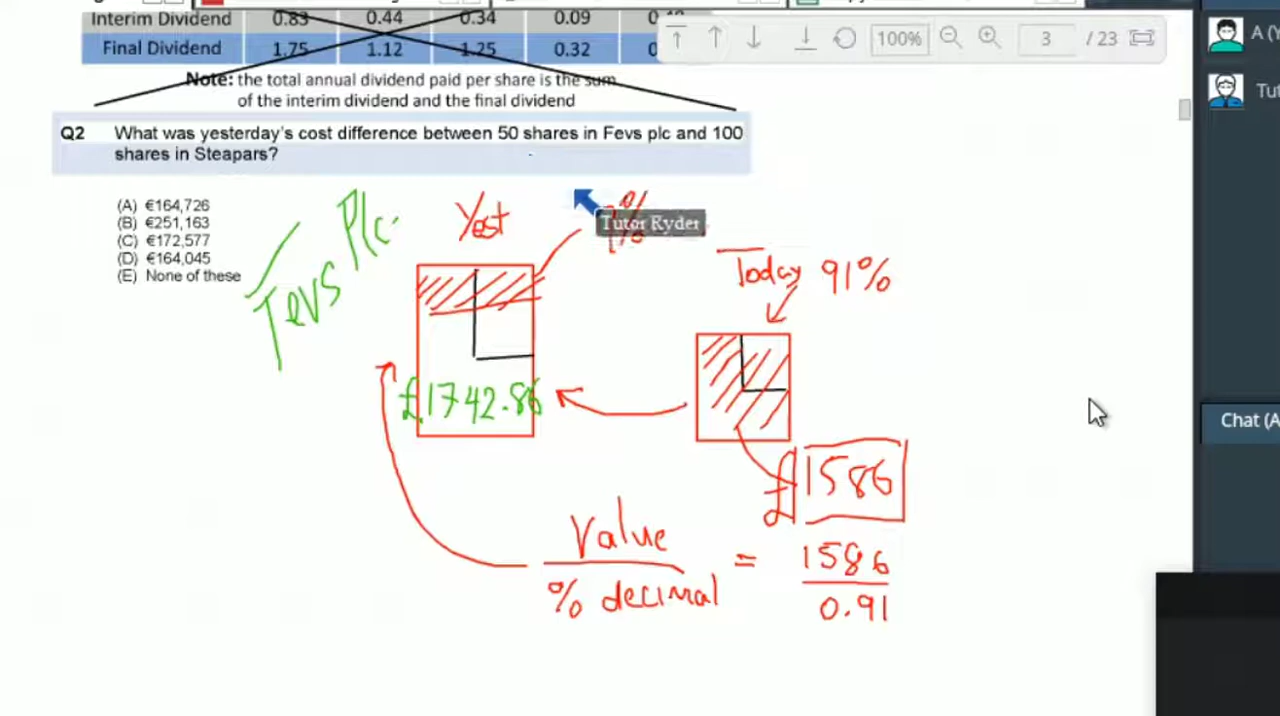 Interim Dividend 0.83 0.44 0.34 0.09
Final Dividend 1.75 1.12 1.25 0.32
100% 3 / 23
Note: the total annual dividend paid per share is the sum
of the interim dividend and the final dividend
Q2 What was yesterday's cost difference between 50 shares in Fevs plc and 100
shares in Steapars?
(A) €164,726
(B) €251,163
(C) €172,577
(D) €164,045
(E) None of these
Tevs Plc.
Yest
9%
Tutor Ryder
Today 91%
£1742.86
£1586
Value = 1586
% decimal 0.91
A (Y
Tut
Chat (A